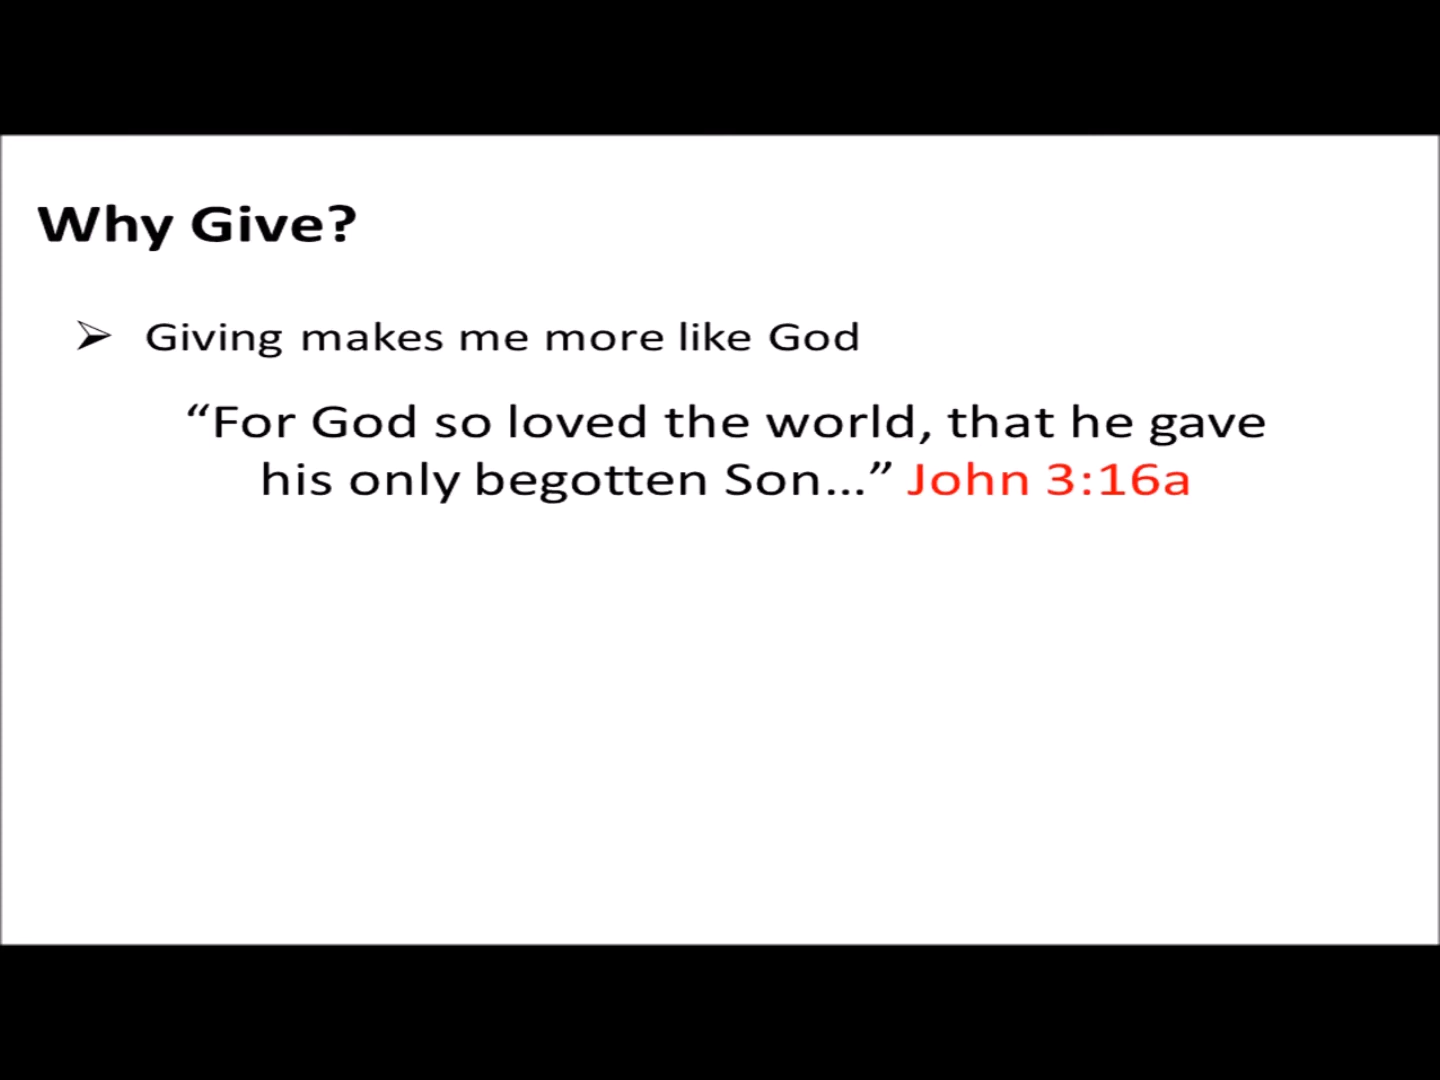 Why Give?
➢ Giving makes me more like God
“For God so loved the world, that he gave
his only begotten Son…” John 3:16a